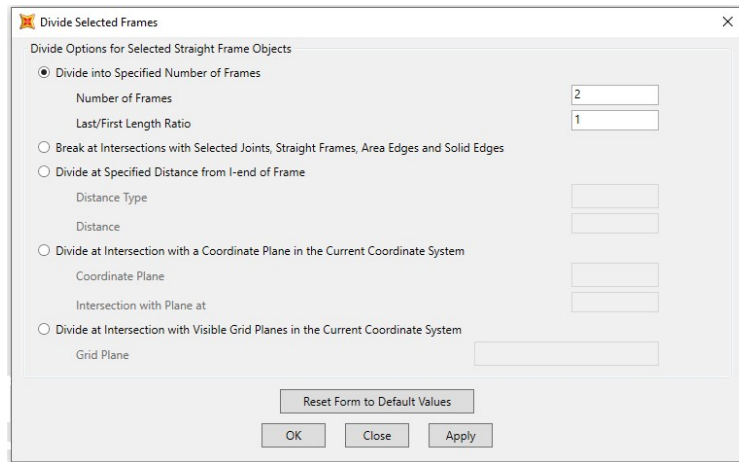 Divide Selected Frames
Divide Options for Selected Straight Frame Objects
Divide into Specified Number of Frames
Number of Frames 2
Last/First Length Ratio 1
Break at Intersections with Selected Joints, Straight Frames, Area Edges and Solid Edges
Divide at Specified Distance from I-end of Frame
Distance Type
Distance
Divide at Intersection with a Coordinate Plane in the Current Coordinate System
Coordinate Plane
Intersection with Plane at
Divide at Intersection with Visible Grid Planes in the Current Coordinate System
Grid Plane
Reset Form to Default Values
OK Close Apply